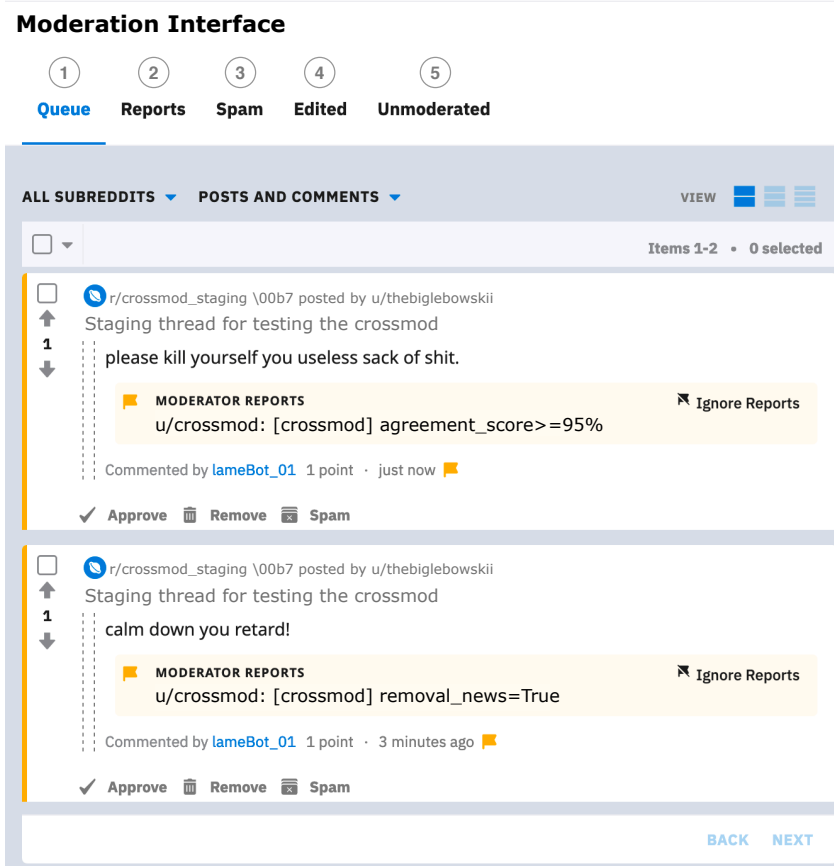 Moderation Interface
1 2 3 4 5
Queue Reports Spam Edited Unmoderated
ALL SUBREDDITS POSTS AND COMMENTS VIEW
Items 1-2 • 0 selected
r/crossmod_staging \00b7 posted by u/thebiglebowskii
Staging thread for testing the crossmod
1
please kill yourself you useless sack of shit.
MODERATOR REPORTS Ignore Reports
u/crossmod: [crossmod] agreement_score>=95%
Commented by lameBot_01 1 point · just now
Approve Remove Spam
r/crossmod_staging \00b7 posted by u/thebiglebowskii
Staging thread for testing the crossmod
1
calm down you retard!
MODERATOR REPORTS Ignore Reports
u/crossmod: [crossmod] removal_news=True
Commented by lameBot_01 1 point · 3 minutes ago
Approve Remove Spam
BACK NEXT